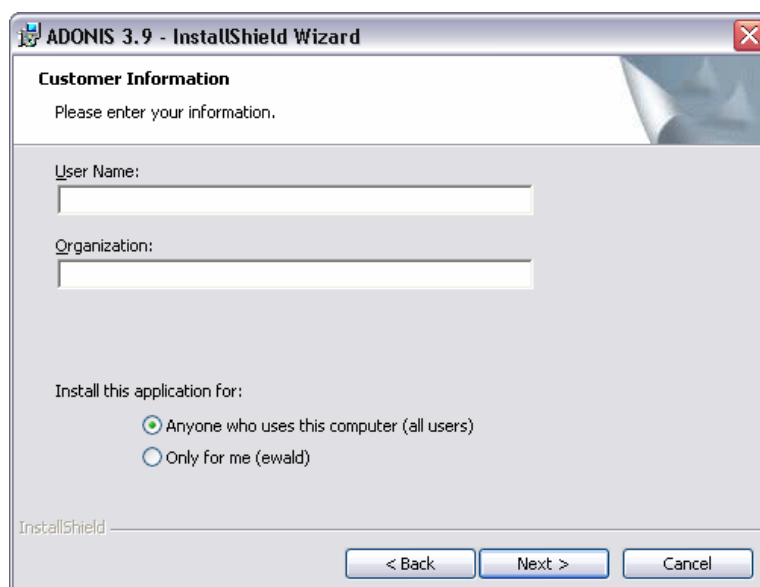 ADONIS 3.9 - InstallShield Wizard
Customer Information
Please enter your information.
User Name:
Organization:
Install this application for:
Anyone who uses this computer (all users)
Only for me (ewald)
InstallShield
< Back
Next >
Cancel